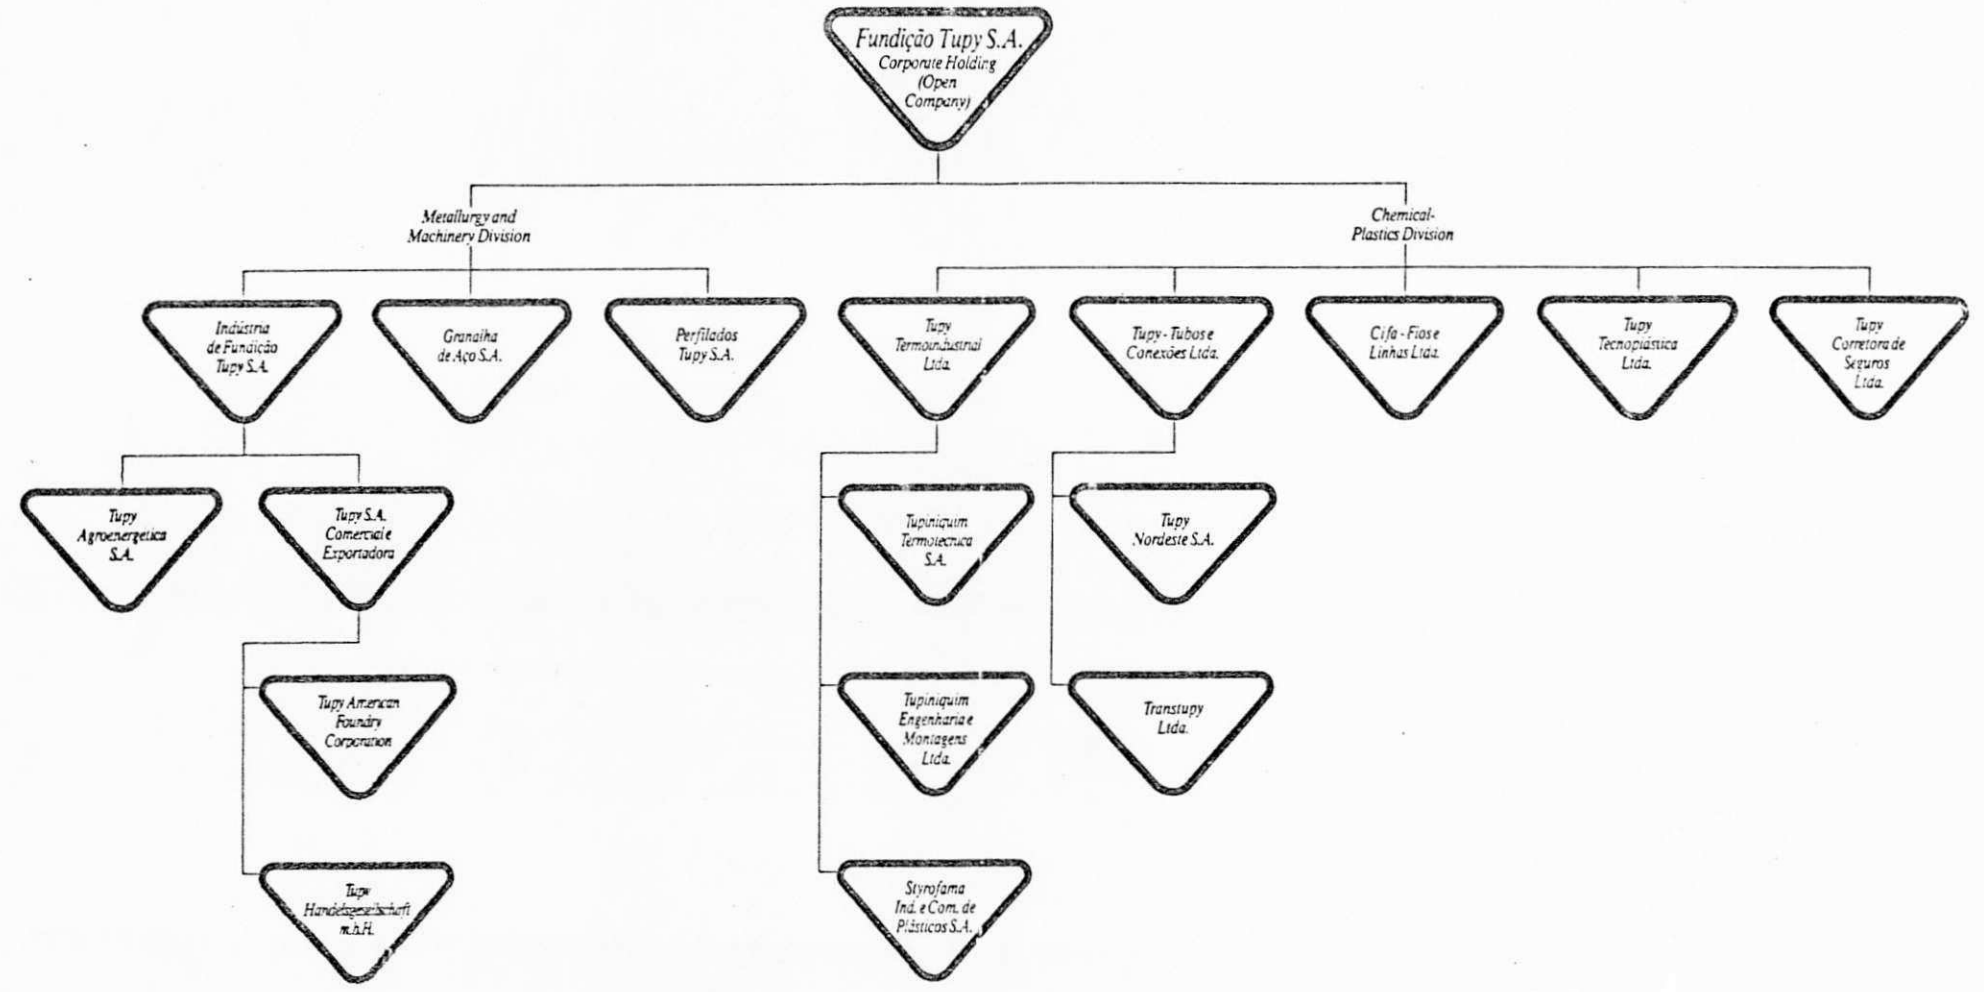 Fundição Tupy S.A.
Corporate Holding
(Open
Company)
Metallurgy and
Machinery Division
Chemical-
Plastics Division
Indústria
de Fundição
Tupy S.A.
Granalha
de Aço S.A.
Perfilados
Tupy S.A.
Tupy
Termoindustrial
Ltda.
Tupy - Tubos e
Conexões Ltda.
Cifa - Fios e
Linhas Ltda.
Tupy
Tecnoplástica
Ltda.
Tupy
Corretora de
Seguros
Ltda.
Tupy
Agroenergetica
S.A.
Tupy S.A.
Comercial e
Exportadora
Tupiniquim
Termotecnica
S.A.
Tupy
Nordeste S.A.
Tupy American
Foundry
Corporation
Tupiniquim
Engenharia e
Montagens
Ltda.
Transtupy
Ltda.
Tupy
Handelsgesellschaft
m.b.H.
Styrofama
Ind. e Com. de
Plásticos S.A.